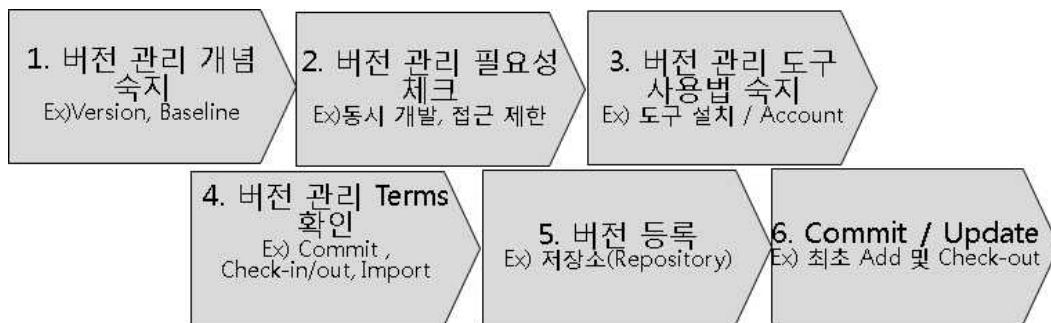 1. 버전 관리 개념
숙지
Ex)Version, Baseline
2. 버전 관리 필요성
체크
Ex)동시 개발, 접근 제한
3. 버전 관리 도구
사용법 숙지
Ex) 도구 설치 / Account
4. 버전 관리 Terms
확인
Ex) Commit ,
Check-in/out, Import
5. 버전 등록
Ex) 저장소(Repository)
6. Commit / Update
Ex) 최초 Add 및 Check-out